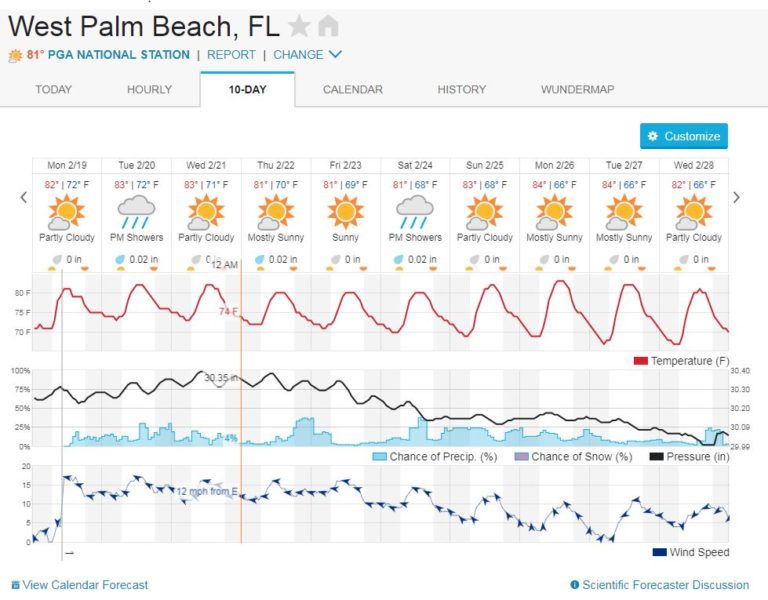 West Palm Beach, FL
81° PGA NATIONAL STATION | REPORT | CHANGE
TODAY HOURLY 10-DAY CALENDAR HISTORY WUNDERMAP
Customize
Mon 2/19 Tue 2/20 Wed 2/21 Thu 2/22 Fri 2/23 Sat 2/24 Sun 2/25 Mon 2/26 Tue 2/27 Wed 2/28
82° | 72° F 83° | 72° F 83° | 71° F 81° | 70° F 81° | 69° F 81° | 68° F 83° | 68° F 84° | 66° F 84° | 66° F 82° | 66° F
Partly Cloudy PM Showers Partly Cloudy Mostly Sunny Sunny PM Showers Partly Cloudy Mostly Sunny Mostly Sunny Partly Cloudy
0 in 0.02 in 0 in 0.02 in 0 in 0.02 in 0 in 0 in 0 in 0 in
12 AM
80 F
75 F
74 F
70 F
Temperature (F)
100% 30.40
30.35 in
75% 30.30
50% 30.20
25% 30.09
4%
0% 29.99
Chance of Precip. (%) Chance of Snow (%) Pressure (in)
20
15
12 mph from E
10
5
0
Wind Speed
View Calendar Forecast Scientific Forecaster Discussion